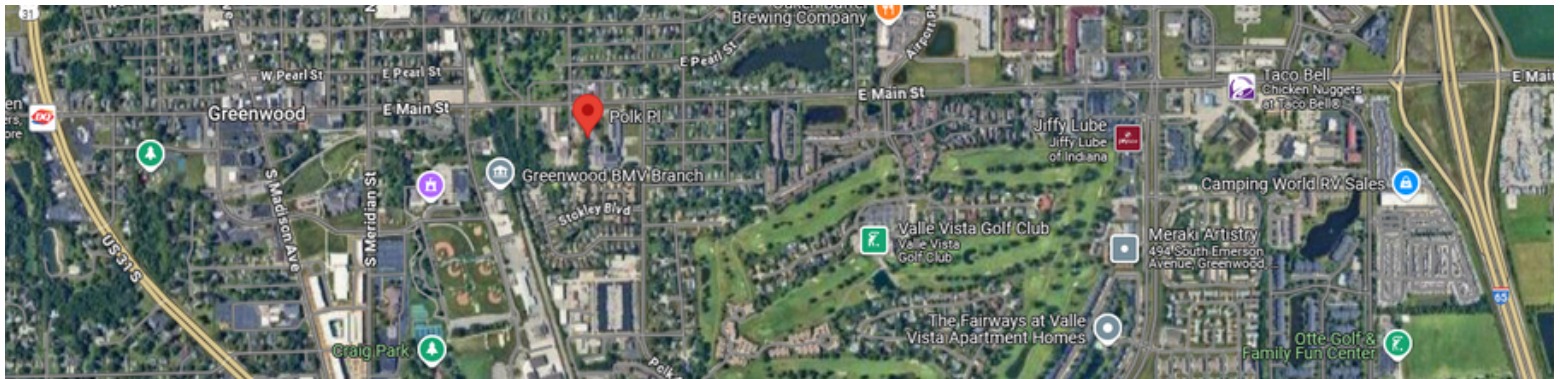 31
Brewing Company
Airport Pk
E Pearl St
W Pearl St
E Pearl St
E Main St
Taco Bell
Chicken Nuggets
at Taco Bell®
E Main St
Greenwood
E Main St
Polk Pl
Jiffy Lube
Jiffy Lube
of Indiana
Greenwood BMV Branch
Camping World RV Sales
S Madison Ave
S Meridian St
Stokley Blvd
US 31 S
Valle Vista Golf Club
Valle Vista
Golf Club
Meraki Artistry
494 South Emerson
Avenue, Greenwood,...
65
The Fairways at Valle
Vista Apartment Homes
Otte Golf &
Family Fun Center
Craig Park